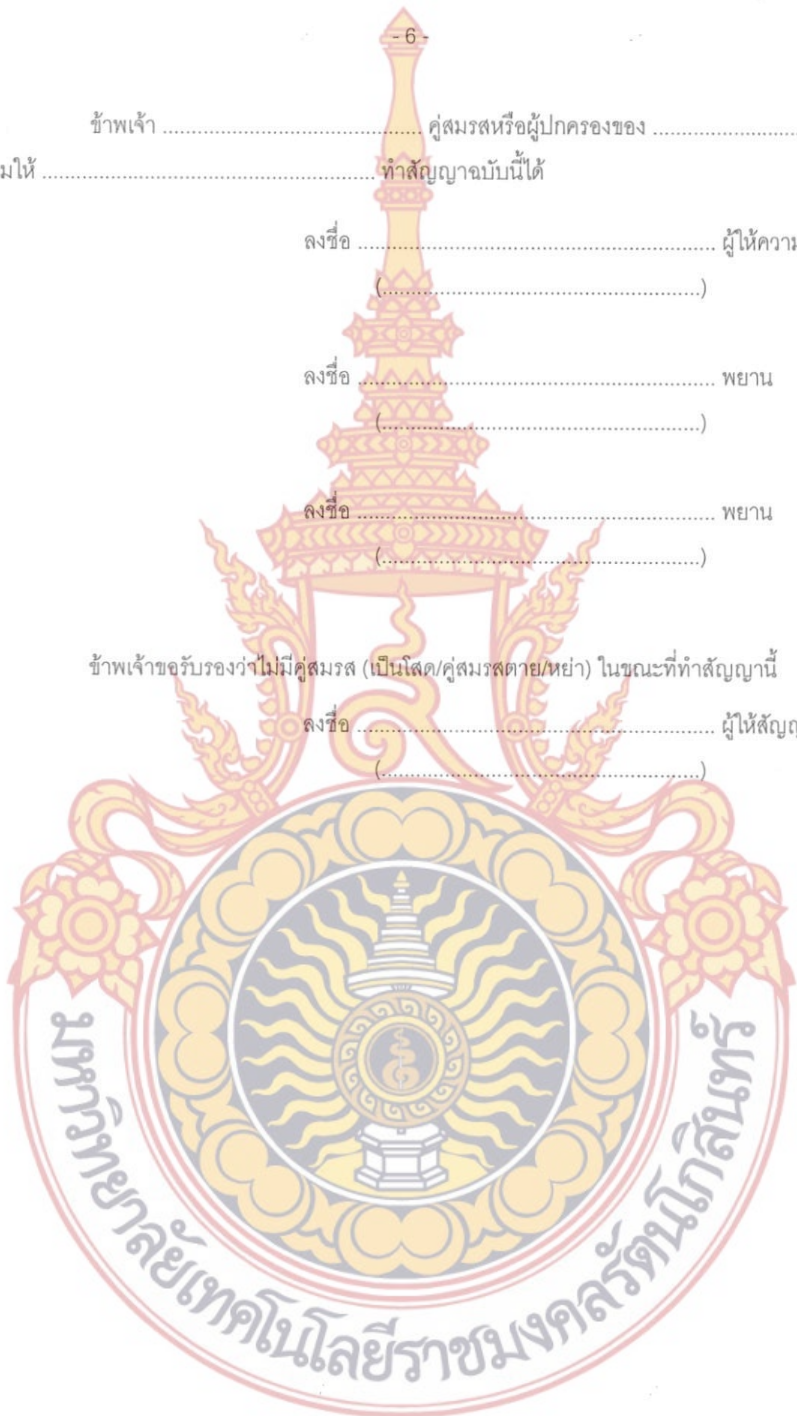 - 6 -
ข้าพเจ้า ........................................ คู่สมรสหรือผู้ปกครองของ .......................
มให้ .................................................... ทำสัญญาฉบับนี้ได้
ลงชื่อ ........................................................ ผู้ให้ความ
(..................................................)
ลงชื่อ ........................................................ พยาน
(..................................................)
ลงชื่อ ........................................................ พยาน
(..................................................)
ข้าพเจ้าขอรับรองว่าไม่มีคู่สมรส (เป็นโสด/คู่สมรสตาย/หย่า) ในขณะที่ทำสัญญานี้
ลงชื่อ ........................................................ ผู้ให้สัญญ
(..................................................)
มหาวิทยาลัยเทคโนโลยีราชมงคลรัตนโกสินทร์